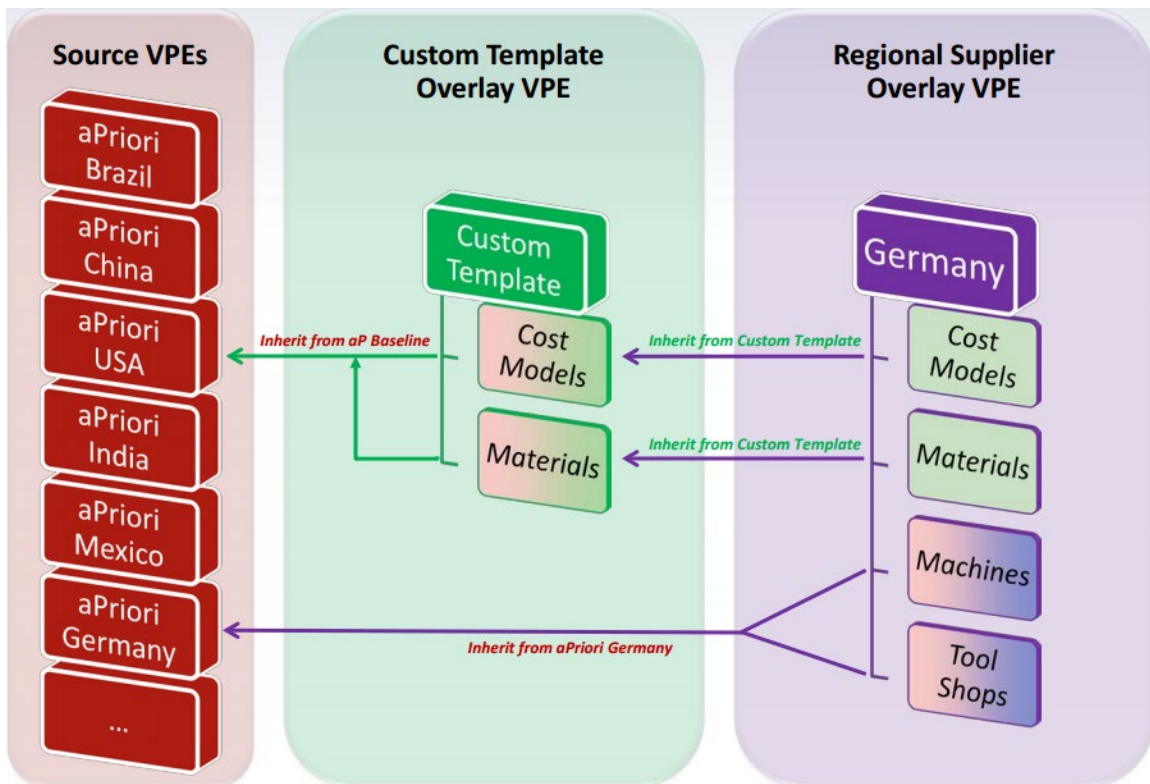 Source VPEs
aPriori
Brazil
aPriori
China
aPriori
USA
aPriori
India
aPriori
Mexico
aPriori
Germany
...
Custom Template
Overlay VPE
Custom
Template
Inherit from aP Baseline
Cost
Models
Materials
Regional Supplier
Overlay VPE
Germany
Inherit from Custom Template
Cost
Models
Inherit from Custom Template
Materials
Machines
Inherit from aPriori Germany
Tool
Shops